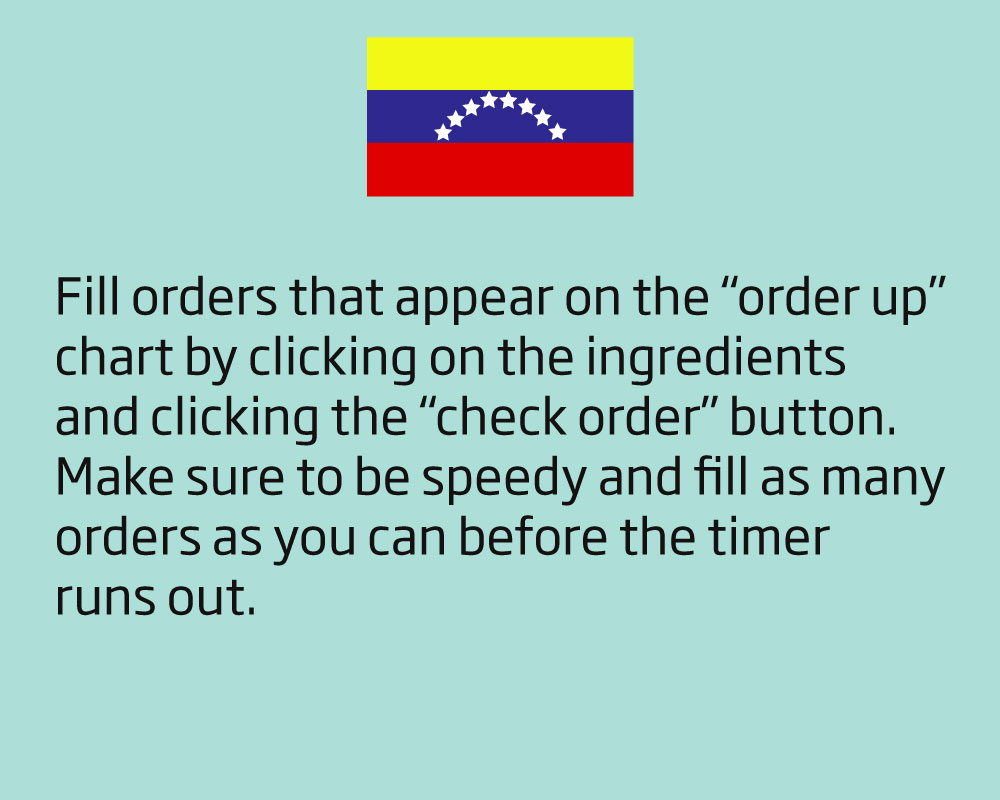 Fill orders that appear on the “order up”
chart by clicking on the ingredients
and clicking the “check order” button.
Make sure to be speedy and fill as many
orders as you can before the timer
runs out.